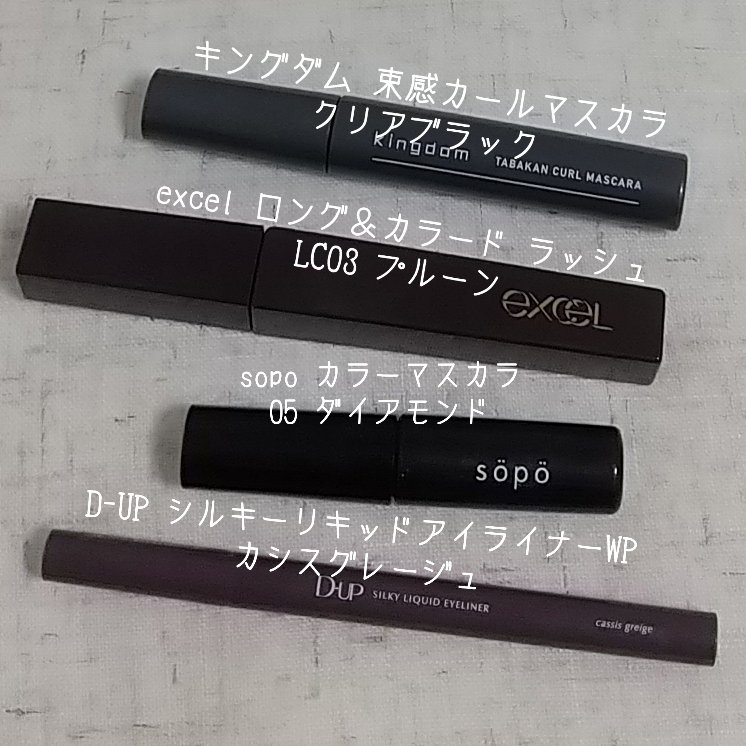 キングダム 束感カールマスカラ
クリアブラック
kingdom TABAKAN CURL MASCARA
excel ロング&カラード ラッシュ
LC03 プルーン
excel
sopo カラーマスカラ
05 ダイアモンド
söpö
D-UP シルキーリキッドアイライナーWP
カシスグレージュ
D-UP SILKY LIQUID EYELINER cassis greige